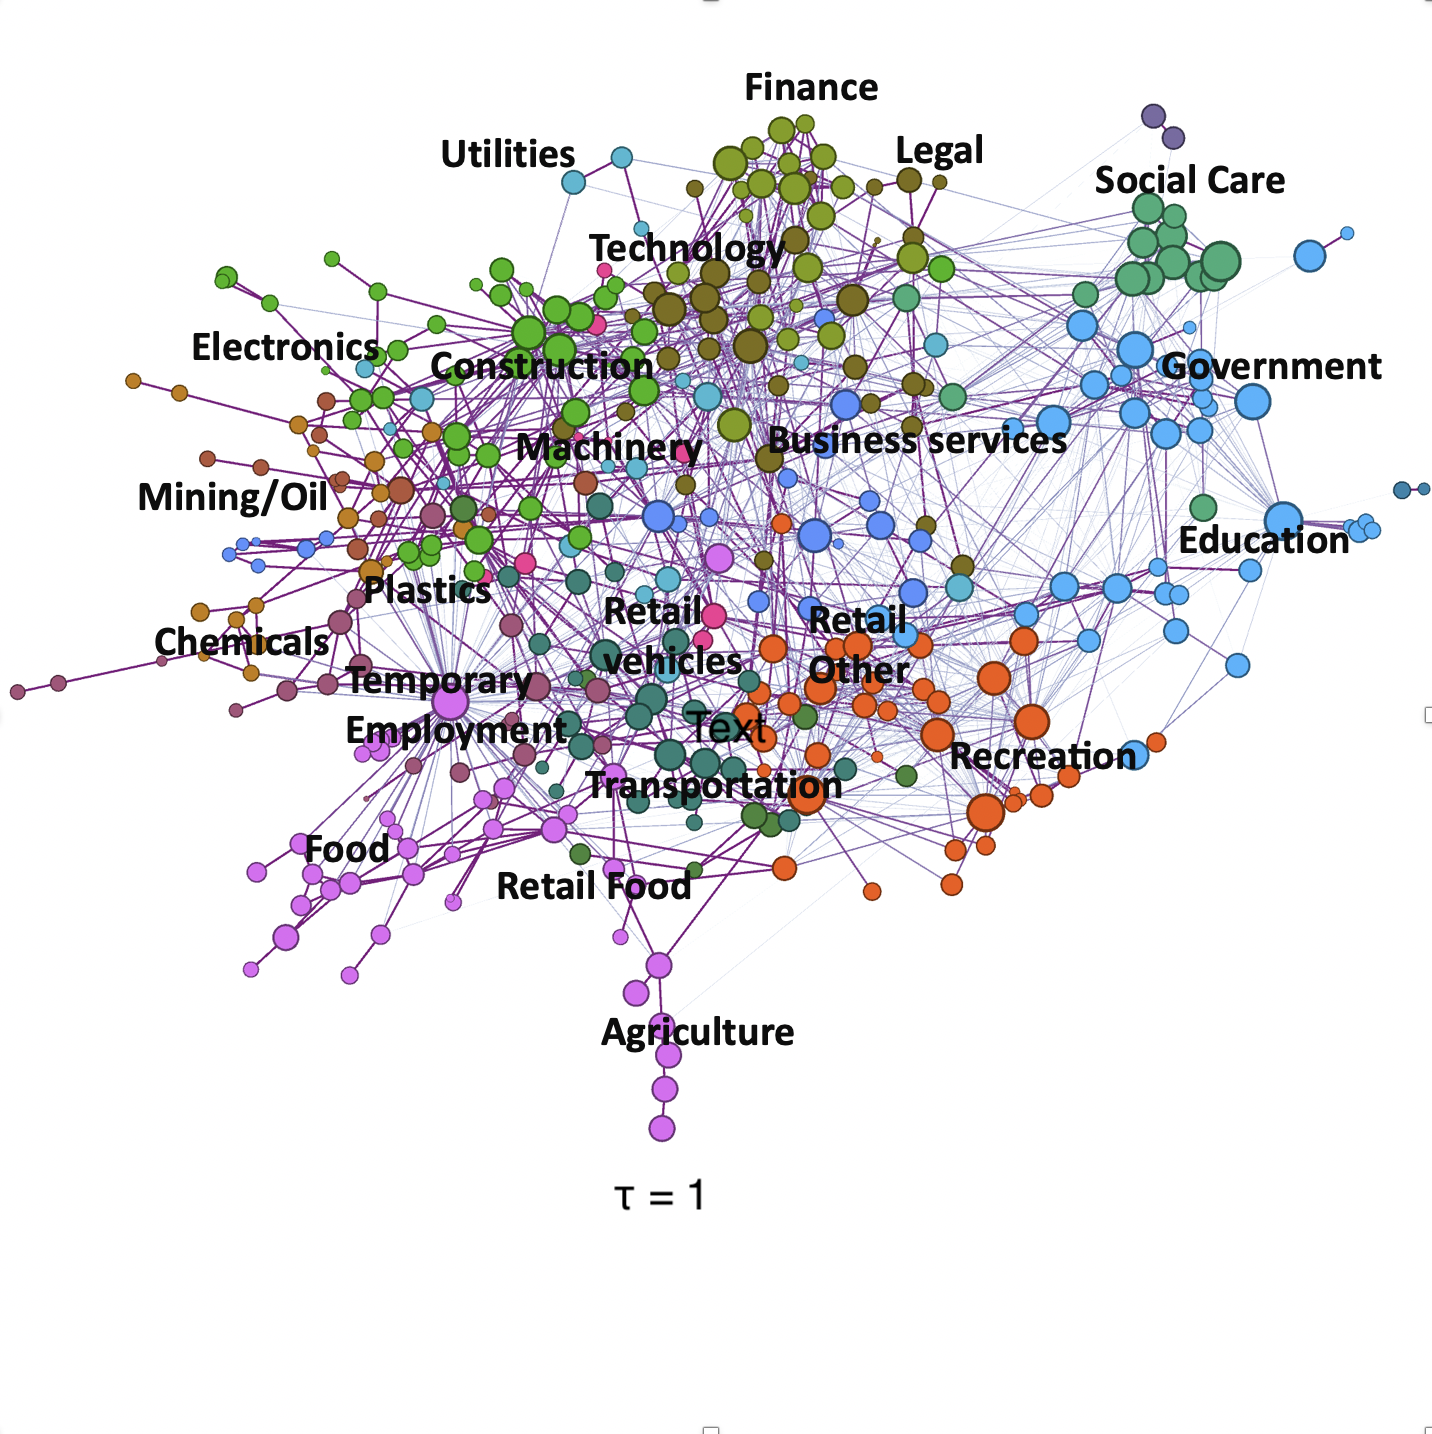 Finance
Utilities
Legal
Social Care
Technology
Electronics
Construction
Government
Machinery
Business services
Mining/Oil
Education
Plastics
Retail
vehicles
Retail
Other
Chemicals
Temporary
Employment
Text
Recreation
Transportation
Food
Retail Food
Agriculture
τ = 1